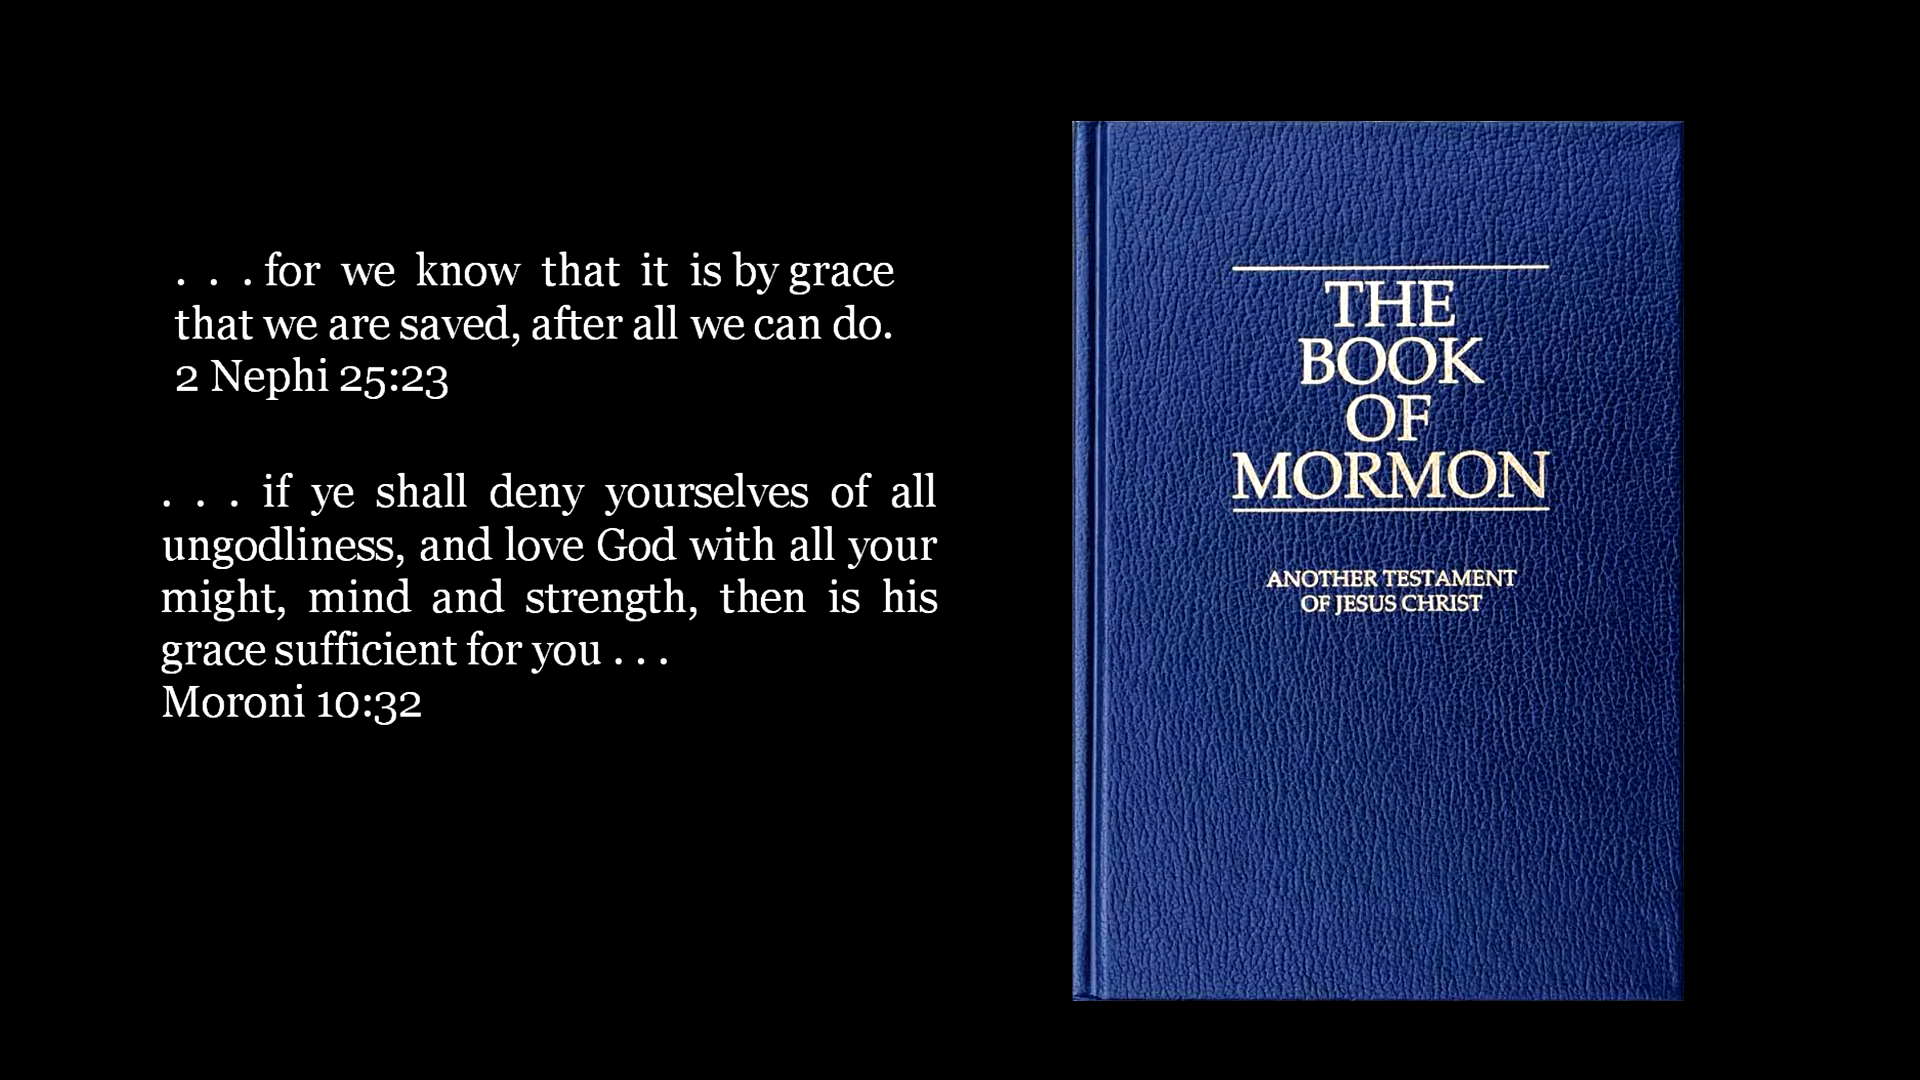 . . . for we know that it is by grace
that we are saved, after all we can do.
2 Nephi 25:23
. . . if ye shall deny yourselves of all
ungodliness, and love God with all your
might, mind and strength, then is his
grace sufficient for you . . .
Moroni 10:32
THE
BOOK
OF
MORMON
ANOTHER TESTAMENT
OF JESUS CHRIST